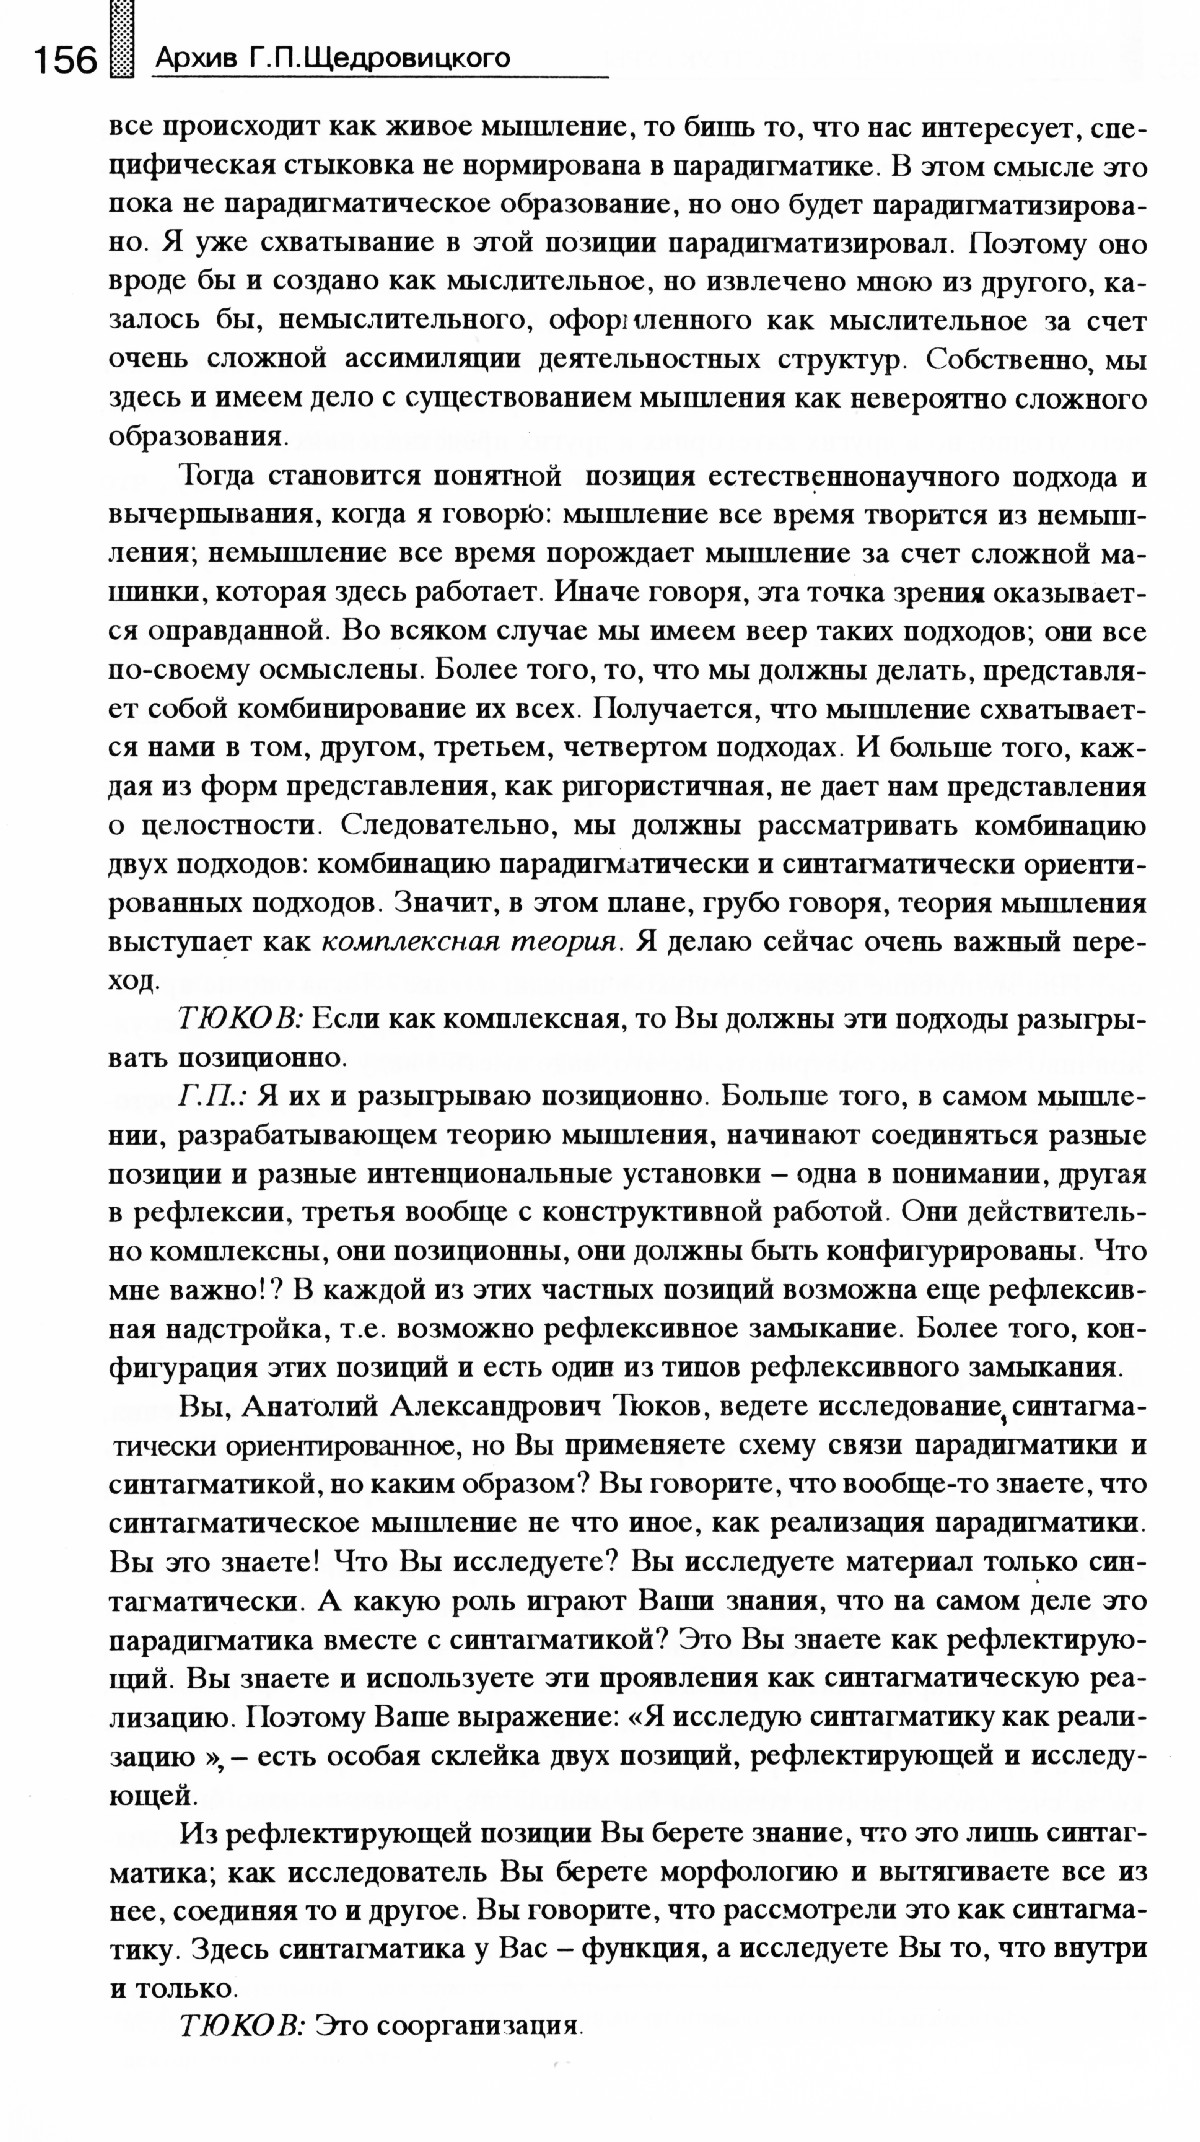 156 Архив Г.П.Щедровицкого
все происходит как живое мышление, то бишь то, что нас интересует, спе-
цифическая стыковка не нормирована в парадигматике. В этом смысле это
пока не парадигматическое образование, но оно будет парадигматизирова-
но. Я уже схватывание в этой позиции парадигматизировал. Поэтому оно
вроде бы и создано как мыслительное, но извлечено мною из другого, ка-
залось бы, немыслительного, оформленного как мыслительное за счет
очень сложной ассимиляции деятельностных структур. Собственно, мы
здесь и имеем дело с существованием мышления как невероятно сложного
образования.
Тогда становится понятной позиция естественнонаучного подхода и
вычерпывания, когда я говорю: мышление все время творится из немыш-
ления; немышление все время порождает мышление за счет сложной ма-
шинки, которая здесь работает. Иначе говоря, эта точка зрения оказывает-
ся оправданной. Во всяком случае мы имеем веер таких подходов; они все
по-своему осмыслены. Более того, то, что мы должны делать, представля-
ет собой комбинирование их всех. Получается, что мышление схватывает-
ся нами в том, другом, третьем, четвертом подходах. И больше того, каж-
дая из форм представления, как ригористичная, не дает нам представления
о целостности. Следовательно, мы должны рассматривать комбинацию
двух подходов: комбинацию парадигматически и синтагматически ориенти-
рованных подходов. Значит, в этом плане, грубо говоря, теория мышления
выступает как комплексная теория. Я делаю сейчас очень важный пере-
ход.
ТЮКОВ: Если как комплексная, то Вы должны эти подходы разыгры-
вать позиционно.
Г.П.: Я их и разыгрываю позиционно. Больше того, в самом мышле-
нии, разрабатывающем теорию мышления, начинают соединяться разные
позиции и разные интенциональные установки – одна в понимании, другая
в рефлексии, третья вообще с конструктивной работой. Они действитель-
но комплексны, они позиционны, они должны быть конфигурированы. Что
мне важно!? В каждой из этих частных позиций возможна еще рефлексив-
ная надстройка, т.е. возможно рефлексивное замыкание. Более того, кон-
фигурация этих позиций и есть один из типов рефлексивного замыкания.
Вы, Анатолий Александрович Тюков, ведете исследование, синтагма-
тически ориентированное, но Вы применяете схему связи парадигматики и
синтагматикой, но каким образом? Вы говорите, что вообще-то знаете, что
синтагматическое мышление не что иное, как реализация парадигматики.
Вы это знаете! Что Вы исследуете? Вы исследуете материал только син-
тагматически. А какую роль играют Ваши знания, что на самом деле это
парадигматика вместе с синтагматикой? Это Вы знаете как рефлектирую-
щий. Вы знаете и используете эти проявления как синтагматическую реа-
лизацию. Поэтому Ваше выражение: «Я исследую синтагматику как реали-
зацию », – есть особая склейка двух позиций, рефлектирующей и исследу-
ющей.
Из рефлектирующей позиции Вы берете знание, что это лишь синтаг-
матика; как исследователь Вы берете морфологию и вытягиваете все из
нее, соединяя то и другое. Вы говорите, что рассмотрели это как синтагма-
тику. Здесь синтагматика у Вас – функция, а исследуете Вы то, что внутри
и только.
ТЮКОВ: Это соорганизация.